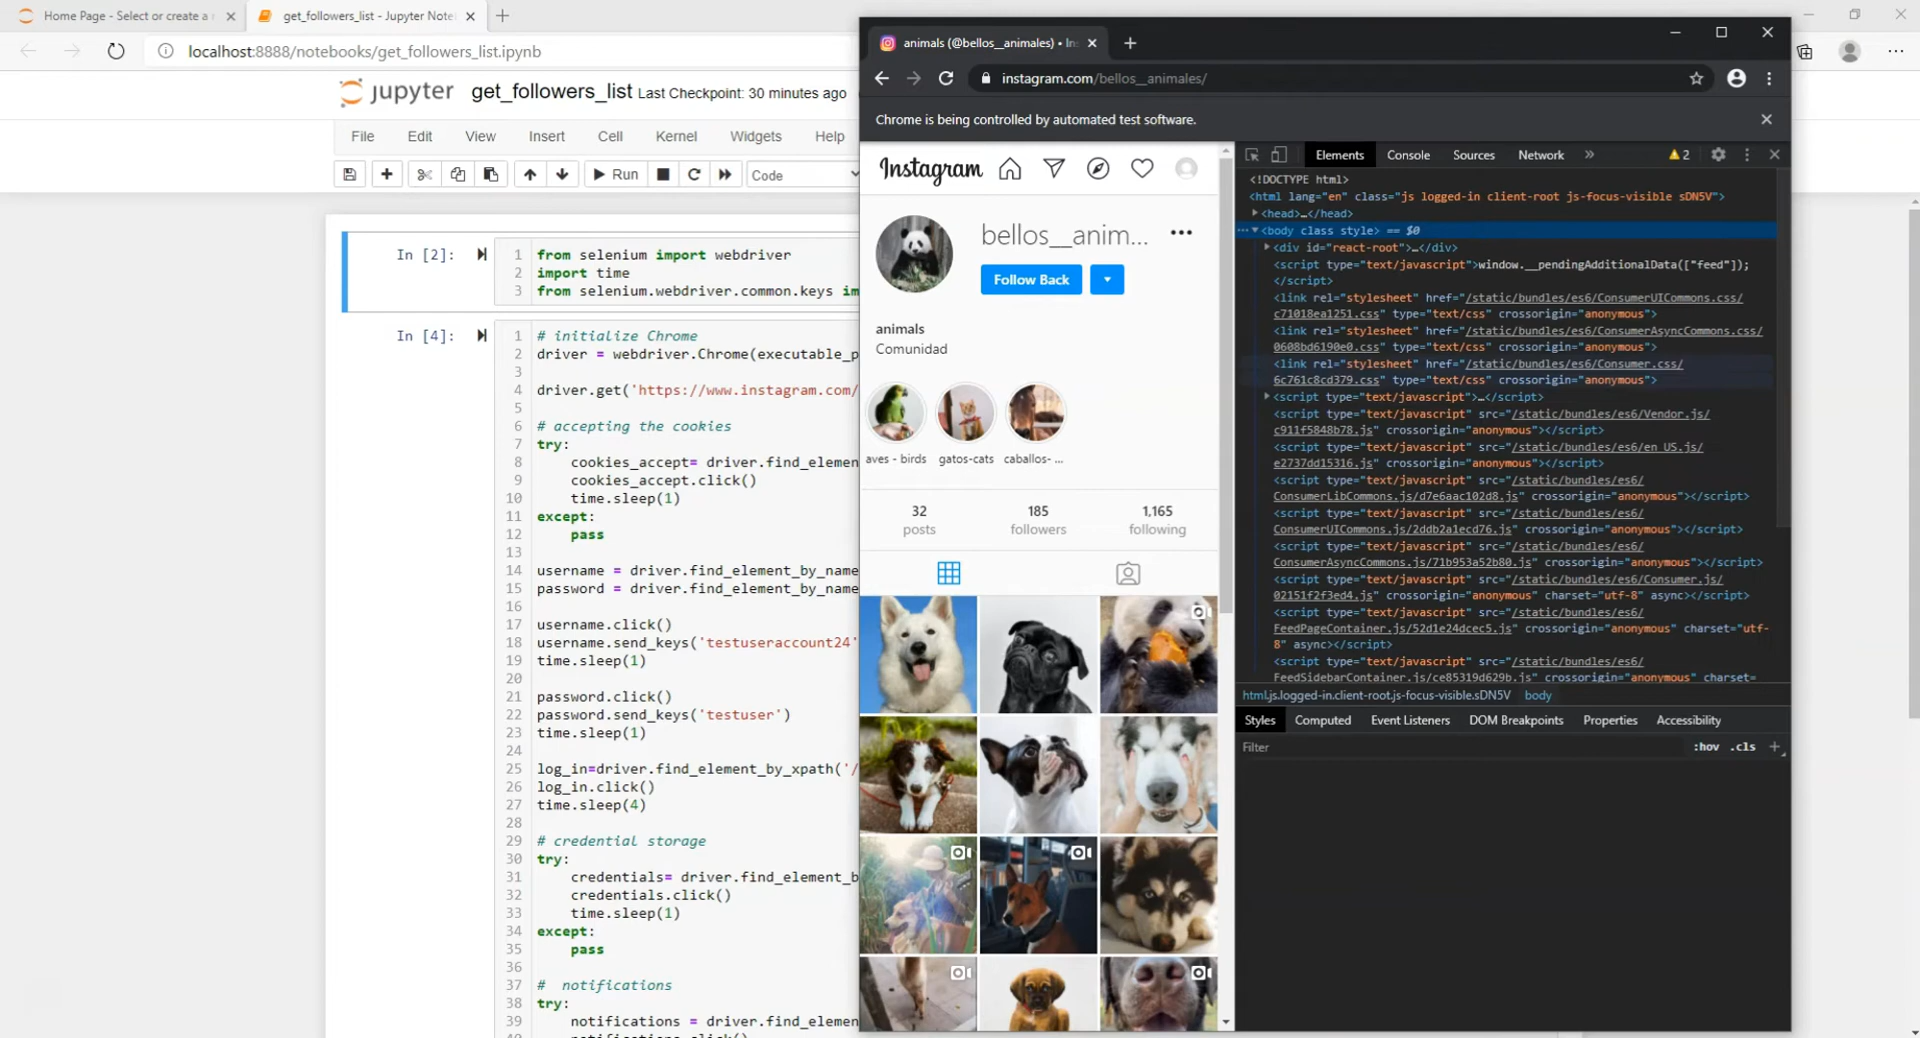 Home Page - Select or create a
get_followers_list - Jupyter Note
localhost:8888/notebooks/get_followers_list.ipynb
jupyter get_followers_list Last Checkpoint: 30 minutes ago
File Edit View Insert Cell Kernel Widgets Help
Run Code
In [2]:
1 from selenium import webdriver
2 import time
3 from selenium.webdriver.common.keys im
In [4]:
1 # initialize Chrome
2 driver = webdriver.Chrome(executable_p
3
4 driver.get('https://www.instagram.com/
5
6 # accepting the cookies
7 try:
8 cookies_accept= driver.find_elemen
9 cookies_accept.click()
10 time.sleep(1)
11 except:
12 pass
13
14 username = driver.find_element_by_name
15 password = driver.find_element_by_name
16
17 username.click()
18 username.send_keys('testuseraccount24'
19 time.sleep(1)
20
21 password.click()
22 password.send_keys('testuser')
23 time.sleep(1)
24
25 log_in=driver.find_element_by_xpath('/
26 log_in.click()
27 time.sleep(4)
28
29 # credential storage
30 try:
31 credentials= driver.find_element_b
32 credentials.click()
33 time.sleep(1)
34 except:
35 pass
36
37 # notifications
38 try:
39 notifications = driver.find_elemen
animals (@bellos__animales) • In
instagram.com/bellos__animales/
Chrome is being controlled by automated test software.
Instagram
bellos__anim...
Follow Back
animals
Comunidad
aves - birds gatos-cats caballos- ...
32 185 1,165
posts followers following
Elements Console Sources Network » 2
<!DOCTYPE html>
<html lang="en" class="js logged-in client-root js-focus-visible sDN5V">
<head>…</head>
<body class style> == $0
<div id="react-root">…</div>
<script type="text/javascript">window.__pendingAdditionalData(["feed"]);
</script>
<link rel="stylesheet" href="/static/bundles/es6/ConsumerUICommons.css/
c71018ea1251.css" type="text/css" crossorigin="anonymous">
<link rel="stylesheet" href="/static/bundles/es6/ConsumerAsyncCommons.css/
0608bd6190e0.css" type="text/css" crossorigin="anonymous">
<link rel="stylesheet" href="/static/bundles/es6/Consumer.css/
6c761c8cd379.css" type="text/css" crossorigin="anonymous">
<script type="text/javascript">…</script>
<script type="text/javascript" src="/static/bundles/es6/Vendor.js/
c911f5848b78.js" crossorigin="anonymous"></script>
<script type="text/javascript" src="/static/bundles/es6/en_US.js/
e2737dd15316.js" crossorigin="anonymous"></script>
<script type="text/javascript" src="/static/bundles/es6/
ConsumerLibCommons.js/d7e6aac102d8.js" crossorigin="anonymous"></script>
<script type="text/javascript" src="/static/bundles/es6/
ConsumerUICommons.js/2ddb2a1ecd76.js" crossorigin="anonymous"></script>
<script type="text/javascript" src="/static/bundles/es6/
ConsumerAsyncCommons.js/71b953a52b80.js" crossorigin="anonymous"></script>
<script type="text/javascript" src="/static/bundles/es6/Consumer.js/
02151f2f3ed4.js" crossorigin="anonymous" charset="utf-8" async></script>
<script type="text/javascript" src="/static/bundles/es6/
FeedPageContainer.js/52d1e24dcec5.js" crossorigin="anonymous" charset="utf-
8" async></script>
<script type="text/javascript" src="/static/bundles/es6/
FeedSidebarContainer.js/ce85319d629b.js" crossorigin="anonymous" charset=
html.js.logged-in.client-root.js-focus-visible.sDN5V body
Styles Computed Event Listeners DOM Breakpoints Properties Accessibility
Filter :hov .cls +